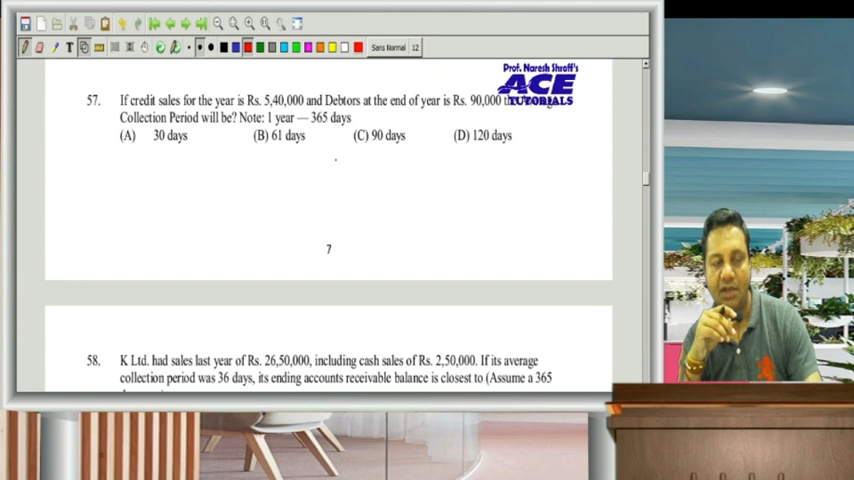 Sans Normal 12
Prof. Naresh Shroff's
ACE
TUTORIALS
57. If credit sales for the year is Rs. 5,40,000 and Debtors at the end of year is Rs. 90,000
Collection Period will be? Note: 1 year — 365 days
(A) 30 days (B) 61 days (C) 90 days (D) 120 days
7
58. K Ltd. had sales last year of Rs. 26,50,000, including cash sales of Rs. 2,50,000. If its average
collection period was 36 days, its ending accounts receivable balance is closest to (Assume a 365